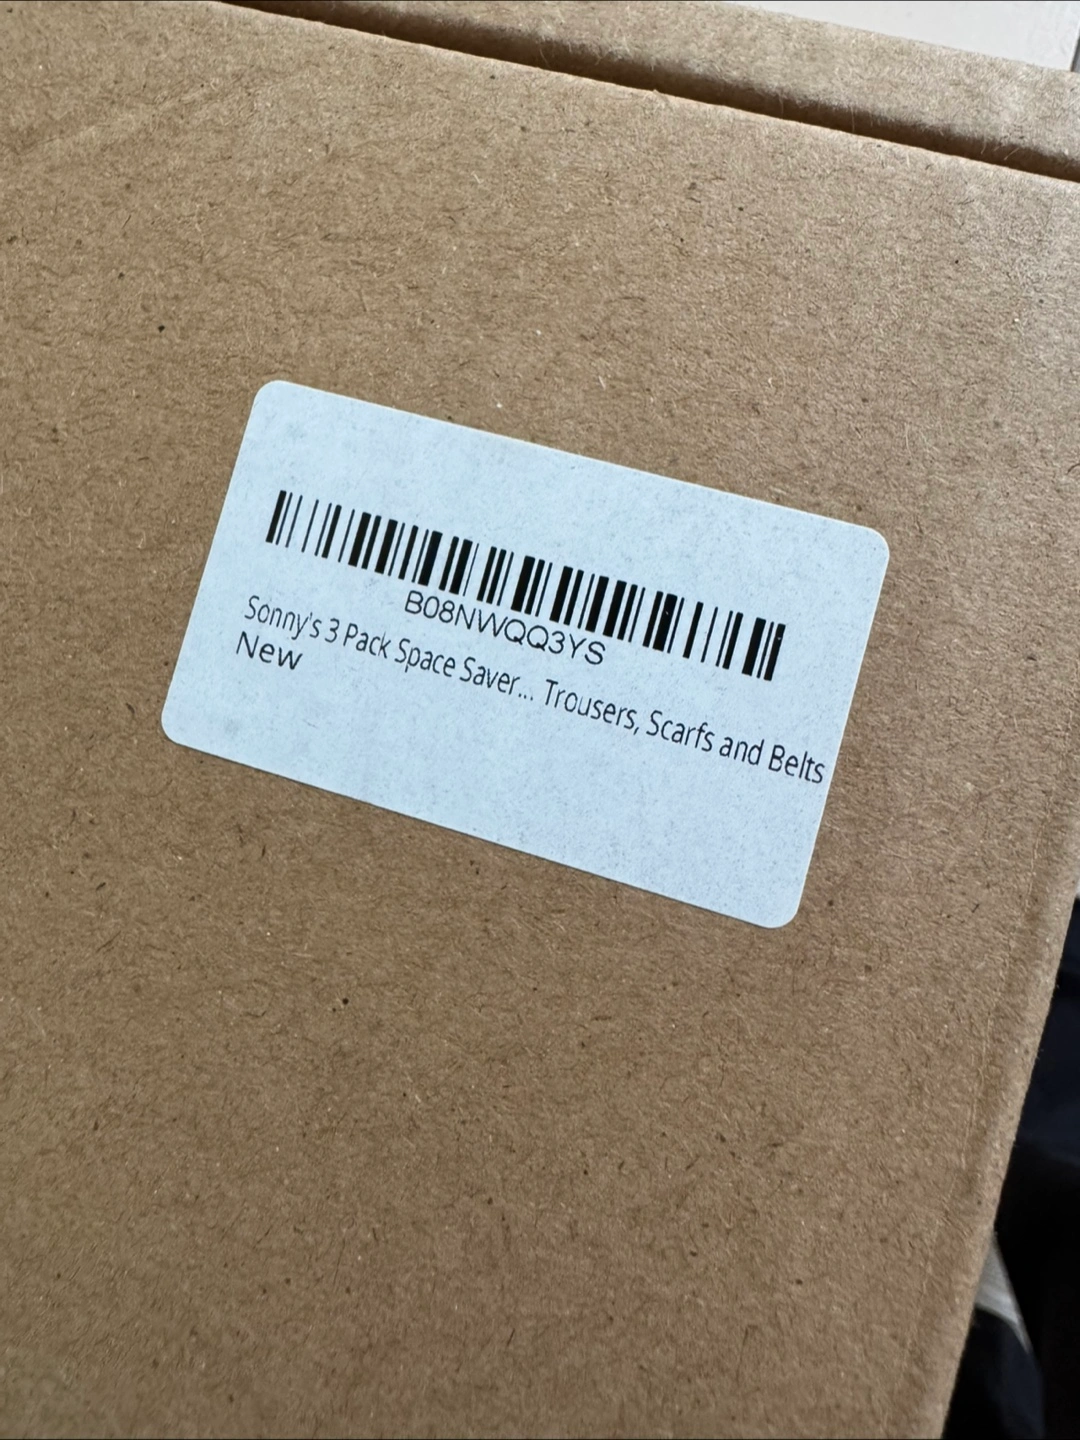 B08NWQQ3YS
Sonny's 3 Pack Space Saver... Trousers, Scarfs and Belts
New